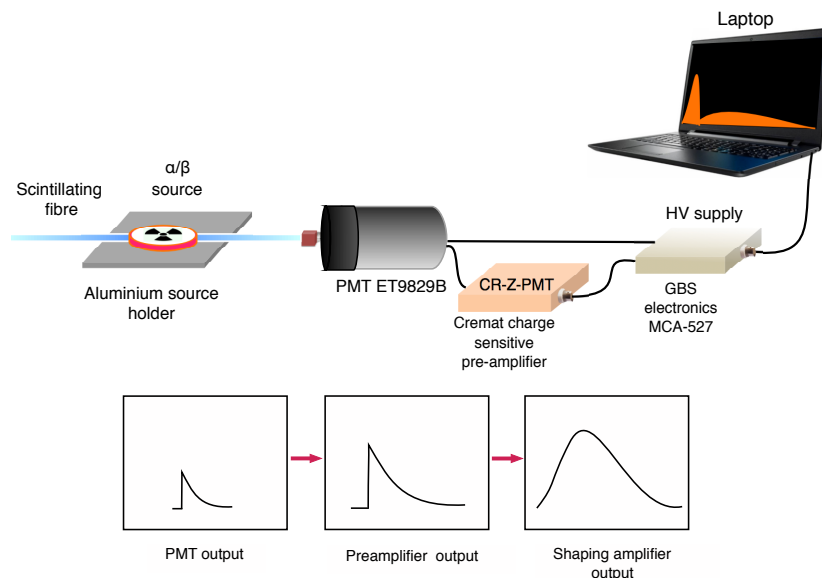 Laptop
α/β
source
Scintillating
fibre
HV supply
Aluminium source
holder
PMT ET9829B
CR-Z-PMT
Cremat charge
sensitive
pre-amplifier
GBS
electronics
MCA-527
PMT output
Preamplifier output
Shaping amplifier
output